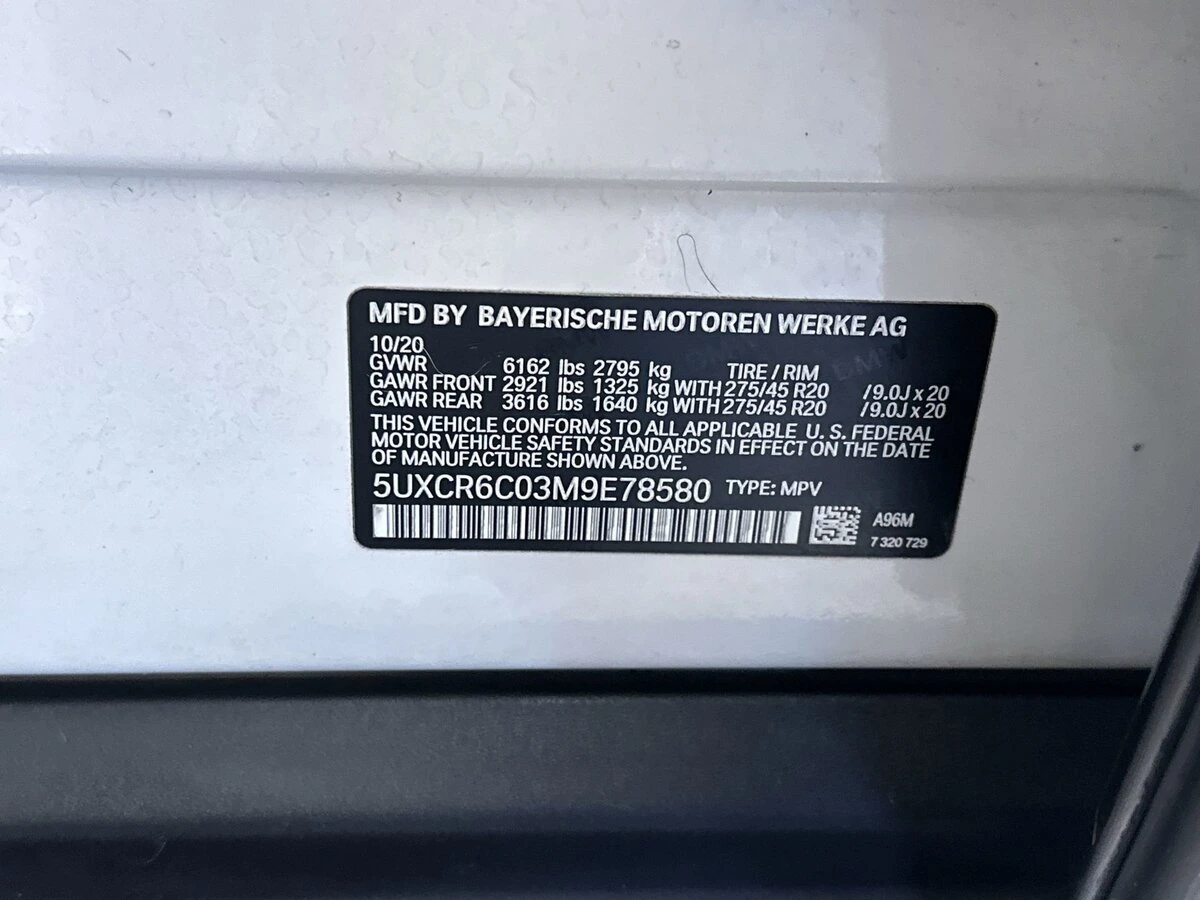 MFD BY BAYERISCHE MOTOREN WERKE AG
10/20
GVWR 6162 lbs 2795 kg TIRE / RIM
GAWR FRONT 2921 lbs 1325 kg WITH 275/45 R20 /9.0J x 20
GAWR REAR 3616 lbs 1640 kg WITH 275/45 R20 /9.0J x 20
THIS VEHICLE CONFORMS TO ALL APPLICABLE U. S. FEDERAL
MOTOR VEHICLE SAFETY STANDARDS IN EFFECT ON THE DATE
OF MANUFACTURE SHOWN ABOVE.
5UXCR6C03M9E78580 TYPE: MPV
A96M
7 320 729